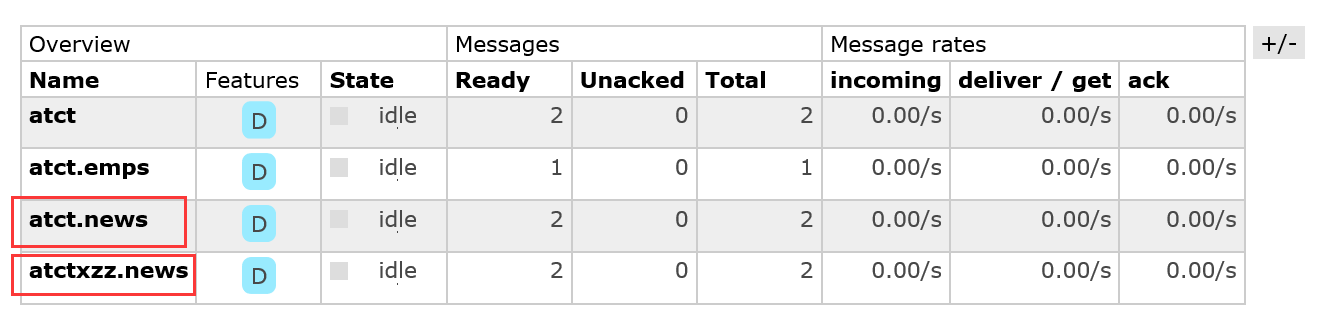 Overview Messages Message rates +/-
Name Features State Ready Unacked Total incoming deliver / get ack
atct D idle 2 0 2 0.00/s 0.00/s 0.00/s
atct.emps D idle 1 0 1 0.00/s 0.00/s 0.00/s
atct.news D idle 2 0 2 0.00/s 0.00/s 0.00/s
atctxzz.news D idle 2 0 2 0.00/s 0.00/s 0.00/s